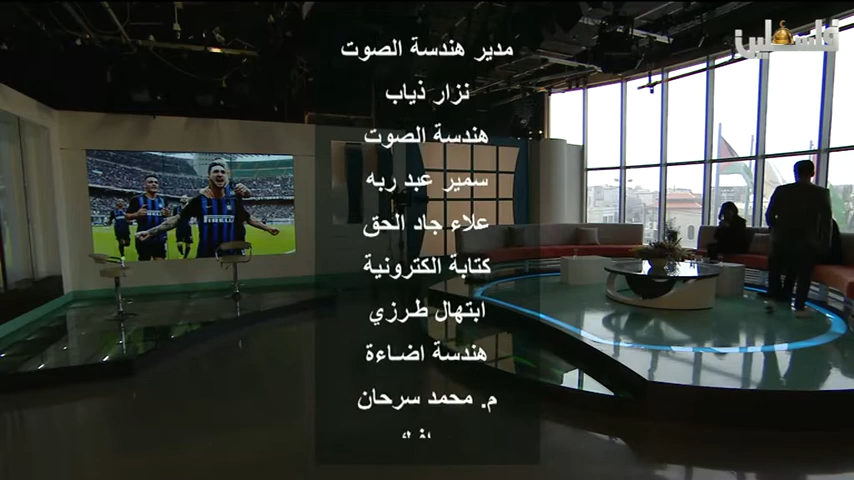 فلسطين
مدير هندسة الصوت
نزار ذياب
هندسة الصوت
سمير عبد ربه
علاء جاد الحق
كتابة الكترونية
ابتهال طرزي
هندسة اضاءة
م. محمد سرحان
PIRELLI